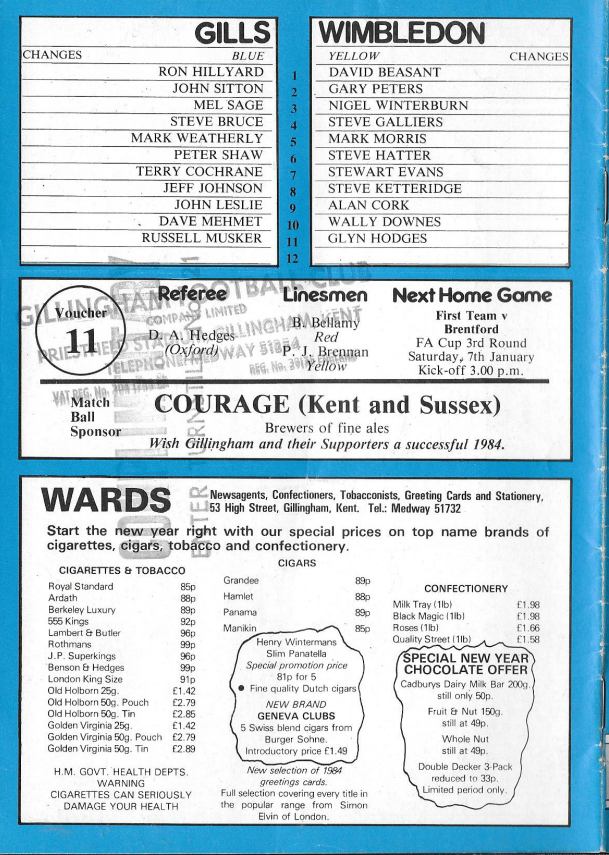 GILLS
CHANGES BLUE
RON HILLYARD
JOHN SITTON
MEL SAGE
STEVE BRUCE
MARK WEATHERLY
PETER SHAW
TERRY COCHRANE
JEFF JOHNSON
JOHN LESLIE
DAVE MEHMET
RUSSELL MUSKER
1
2
3
4
5
6
7
8
9
10
11
12
WIMBLEDON
YELLOW CHANGES
DAVID BEASANT
GARY PETERS
NIGEL WINTERBURN
STEVE GALLIERS
MARK MORRIS
STEVE HATTER
STEWART EVANS
STEVE KETTERIDGE
ALAN CORK
WALLY DOWNES
GLYN HODGES
GILLINGHAM FOOTBALL CLUB
COMPANY LIMITED
PRIESTFIELD STADIUM, GILLINGHAM, KENT
TELEPHONE MEDWAY 51854
VAT REG. No.
REG. No.
Voucher
11
Referee
D. A. Hedges
(Oxford)
Linesmen
B. Bellamy
Red
P. J. Brennan
Yellow
Next Home Game
First Team v
Brentford
FA Cup 3rd Round
Saturday, 7th January
Kick-off 3.00 p.m.
Match
Ball
Sponsor
COURAGE (Kent and Sussex)
Brewers of fine ales
Wish Gillingham and their Supporters a successful 1984.
WARDS
Newsagents, Confectioners, Tobacconists, Greeting Cards and Stationery,
53 High Street, Gillingham, Kent. Tel.: Medway 51732
Start the new year right with our special prices on top name brands of
cigarettes, cigars, tobacco and confectionery.
CIGARETTES & TOBACCO
Royal Standard 85p
Ardath 88p
Berkeley Luxury 89p
555 Kings 92p
Lambert & Butler 96p
Rothmans 99p
J.P. Superkings 96p
Benson & Hedges 99p
London King Size 91p
Old Holborn 25g. £1.42
Old Holborn 50g. Pouch £2.79
Old Holborn 50g. Tin £2.85
Golden Virginia 25g. £1.42
Golden Virginia 50g. Pouch £2.79
Golden Virginia 50g. Tin £2.89
H.M. GOVT. HEALTH DEPTS.
WARNING
CIGARETTES CAN SERIOUSLY
DAMAGE YOUR HEALTH
CIGARS
Grandee 89p
Hamlet 88p
Panama 89p
Manikin 85p
Henry Wintermans
Slim Panatella
Special promotion price
81p for 5
● Fine quality Dutch cigars
NEW BRAND
GENEVA CLUBS
5 Swiss blend cigars from
Burger Sohne.
Introductory price £1.49
New selection of 1984
greetings cards.
Full selection covering every title in
the popular range from Simon
Elvin of London.
CONFECTIONERY
Milk Tray (1lb) £1.98
Black Magic (1lb) £1.98
Roses (1lb) £1.66
Quality Street (1lb) £1.58
SPECIAL NEW YEAR
CHOCOLATE OFFER
Cadburys Dairy Milk Bar 200g.
still only 50p.
Fruit & Nut 150g.
still at 49p.
Whole Nut
still at 49p.
Double Decker 3-Pack
reduced to 33p.
Limited period only.